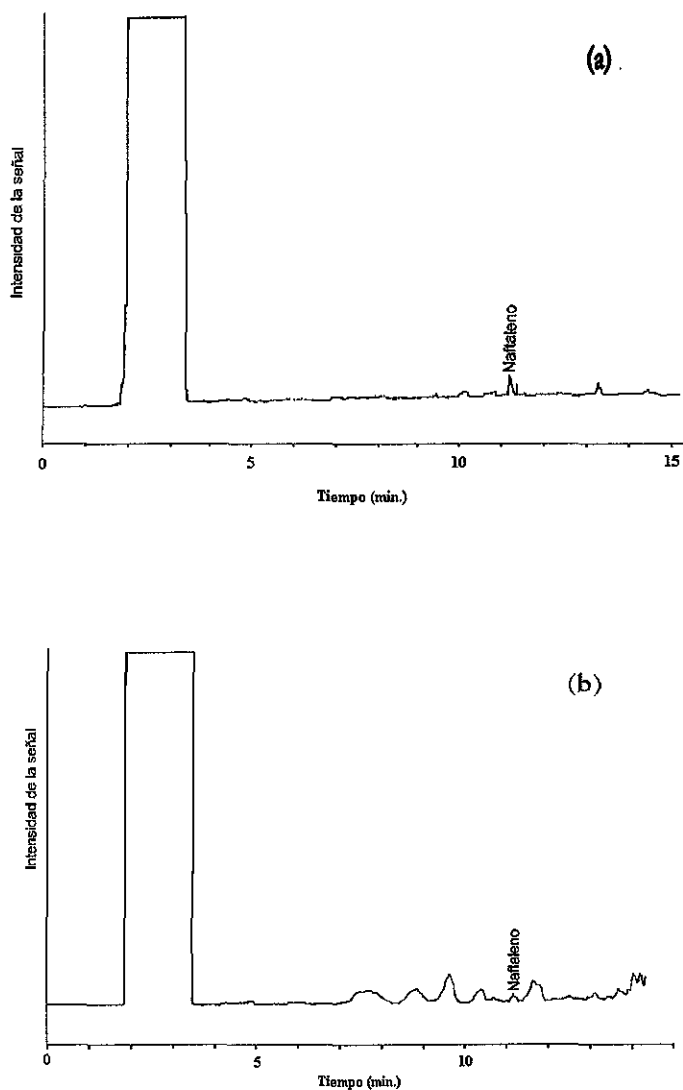 (a)
Intensidad de la señal
Naftaleno
0 5 10 15
Tiempo (min.)
(b)
Intensidad de la señal
Naftaleno
0 5 10
Tiempo (min.)